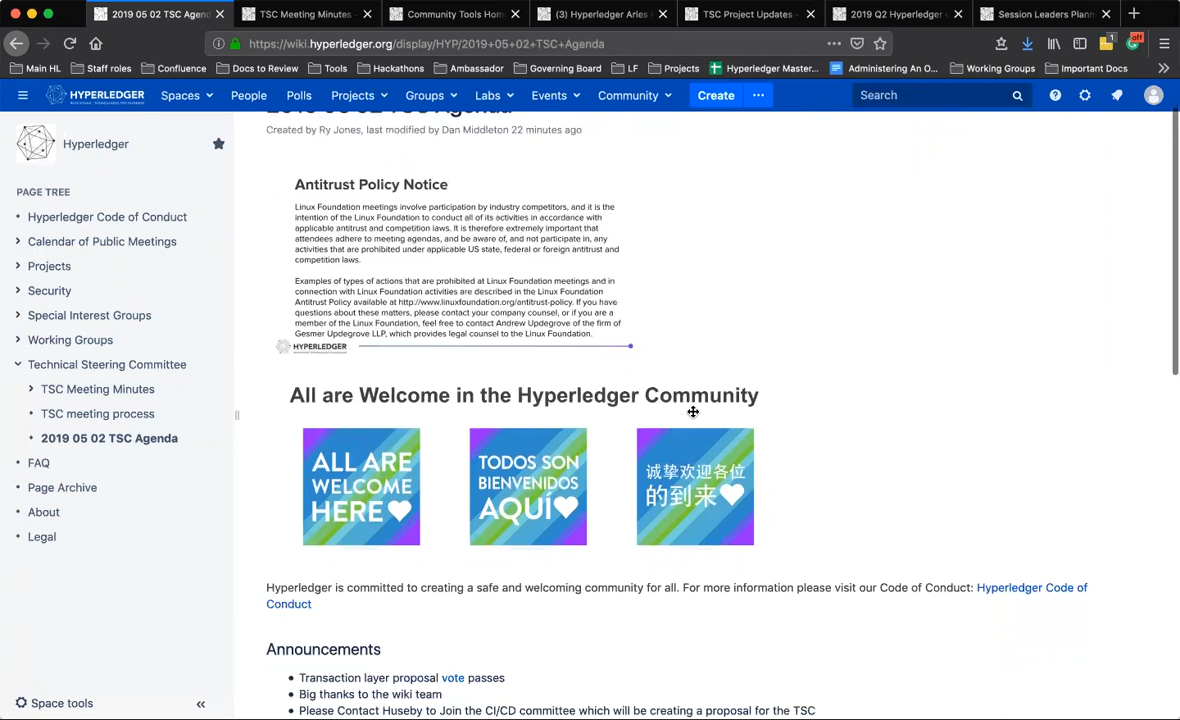 2019 05 02 TSC Agend
TSC Meeting Minutes -
Community Tools Hom
(3) Hyperledger Aries
TSC Project Updates -
2019 Q2 Hyperledger
Session Leaders Plann
https://wiki.hyperledger.org/display/HYP/2019+05+02+TSC+Agenda
1
off
Main HL
Staff roles
Confluence
Docs to Review
Tools
Hackathons
Ambassador
Governing Board
LF
Projects
Hyperledger Master...
Administering An O...
Working Groups
Important Docs
HYPERLEDGER
Spaces
People
Polls
Projects
Groups
Labs
Events
Community
Create
Search
Hyperledger
PAGE TREE
Hyperledger Code of Conduct
Calendar of Public Meetings
Projects
Security
Special Interest Groups
Working Groups
Technical Steering Committee
TSC Meeting Minutes
TSC meeting process
2019 05 02 TSC Agenda
FAQ
Page Archive
About
Legal
Space tools
2019 05 02 TSC Agenda
Created by Ry Jones, last modified by Dan Middleton 22 minutes ago
Antitrust Policy Notice
Linux Foundation meetings involve participation by industry competitors, and it is the
intention of the Linux Foundation to conduct all of its activities in accordance with
applicable antitrust and competition laws. It is therefore extremely important that
attendees adhere to meeting agendas, and be aware of, and not participate in, any
activities that are prohibited under applicable US state, federal or foreign antitrust and
competition laws.
Examples of types of actions that are prohibited at Linux Foundation meetings and in
connection with Linux Foundation activities are described in the Linux Foundation
Antitrust Policy available at http://www.linuxfoundation.org/antitrust-policy. If you have
questions about these matters, please contact your company counsel, or if you are a
member of the Linux Foundation, feel free to contact Andrew Updegrove of the firm of
Gesmer Updegrove LLP, which provides legal counsel to the Linux Foundation.
HYPERLEDGER
All are Welcome in the Hyperledger Community
ALL ARE
WELCOME
HERE
TODOS SON
BIENVENIDOS
AQUÍ
诚挚欢迎各位
的到来
Hyperledger is committed to creating a safe and welcoming community for all. For more information please visit our Code of Conduct: Hyperledger Code of
Conduct
Announcements
Transaction layer proposal vote passes
Big thanks to the wiki team
Please Contact Huseby to Join the CI/CD committee which will be creating a proposal for the TSC